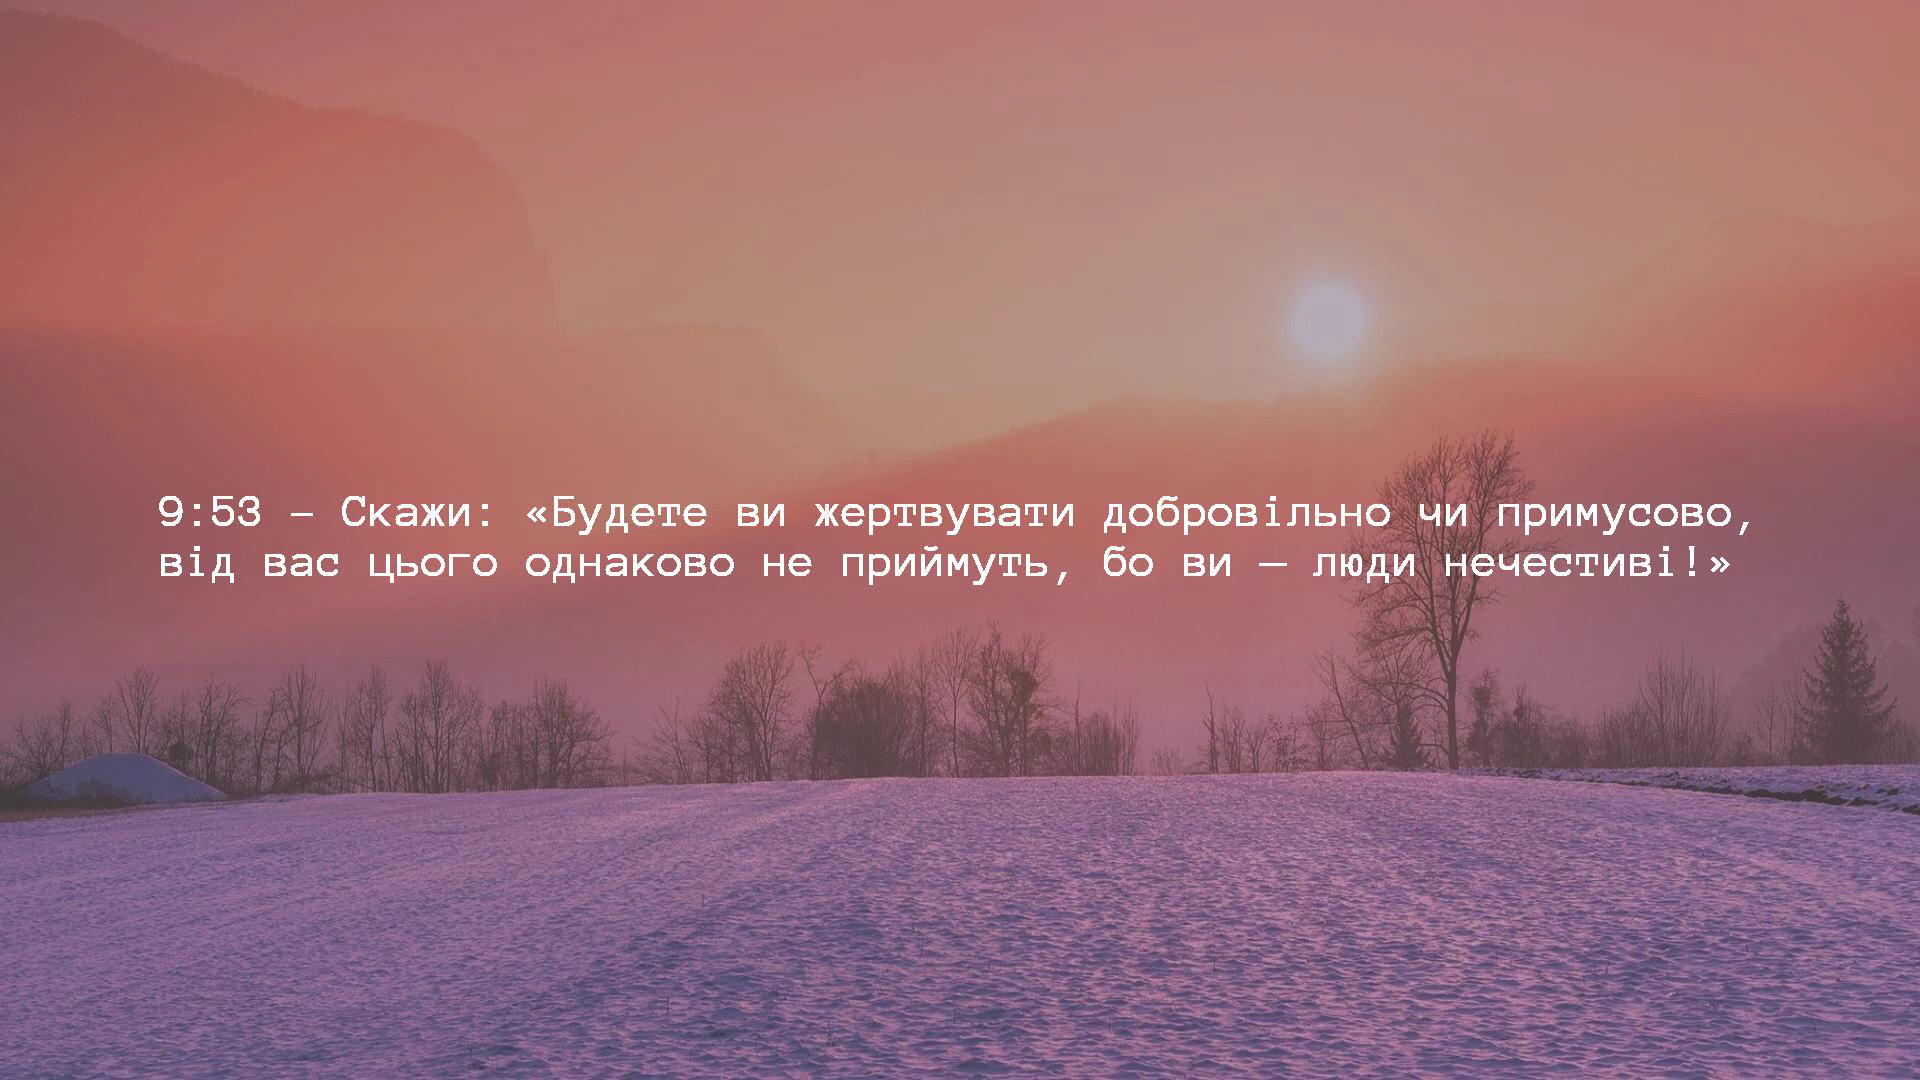 9:53 – Скажи: «Будете ви жертвувати добровільно чи примусово,
від вас цього однаково не приймуть, бо ви — люди нечестиві!»